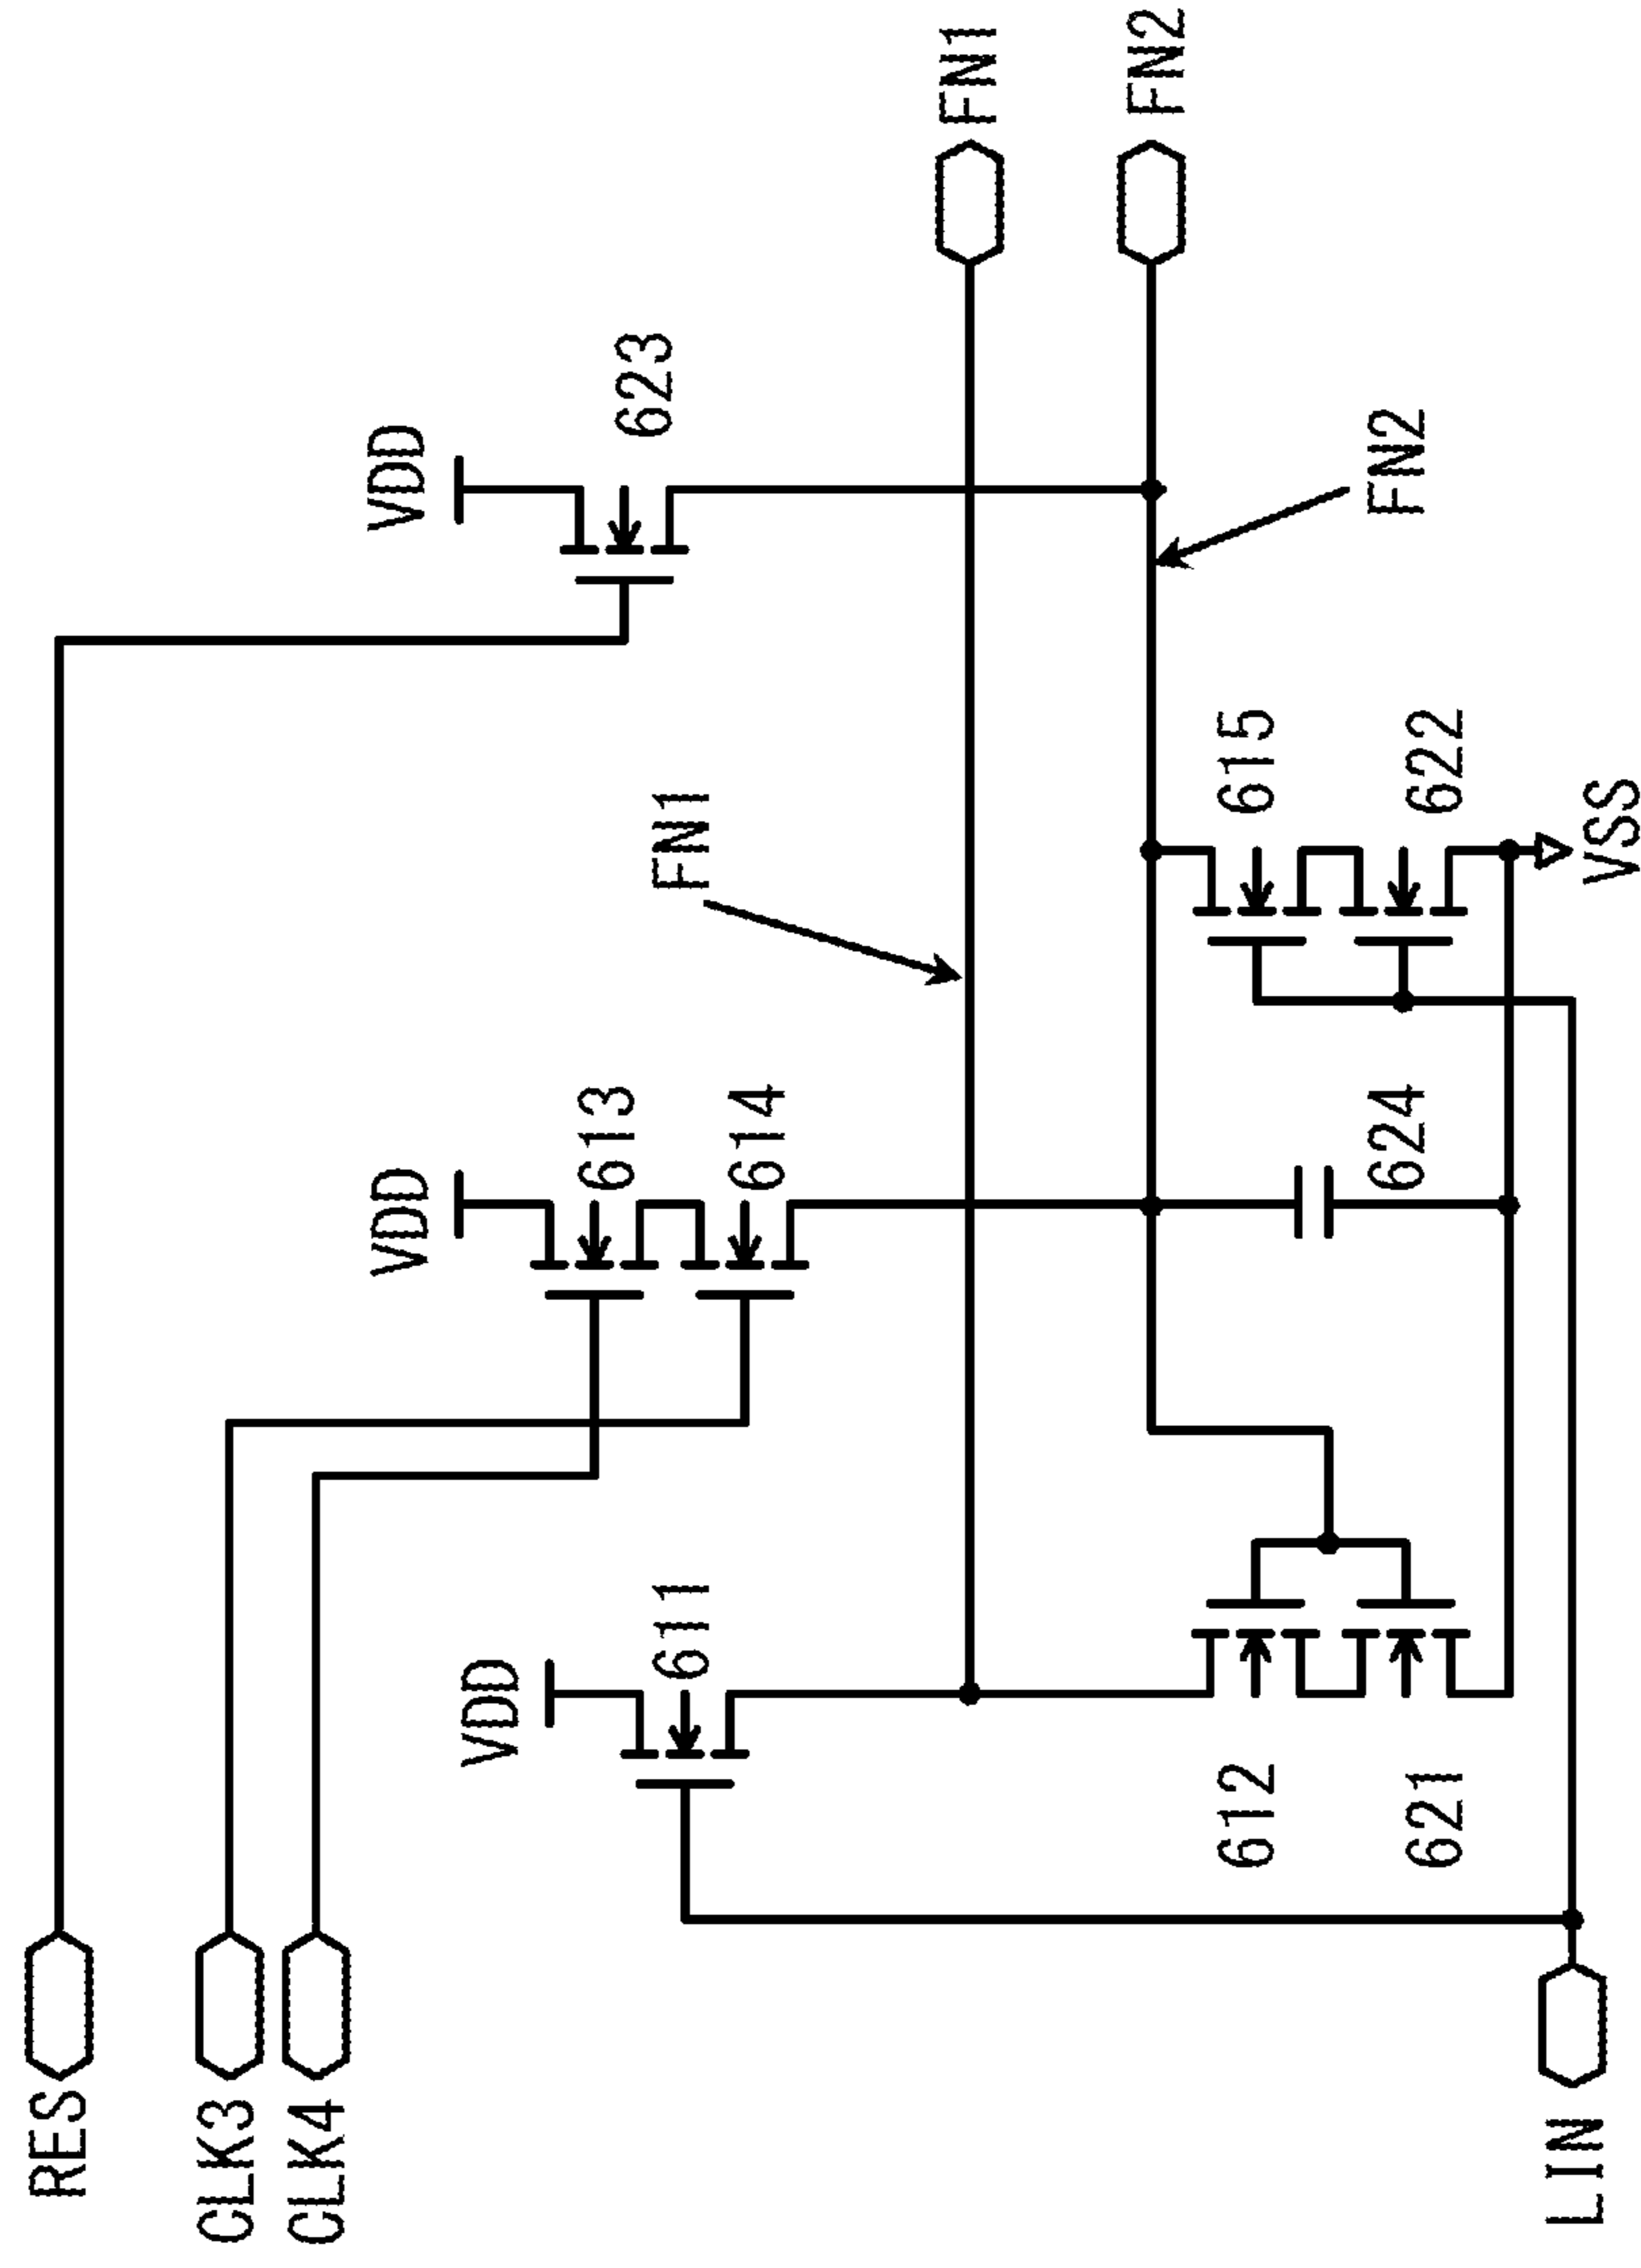 RES
CLK3
CLK4
VDD
623
VDD
613
614
VDD
611
FN1
FN1
FN2
FN2
612
621
624
615
622
LIN
VSS